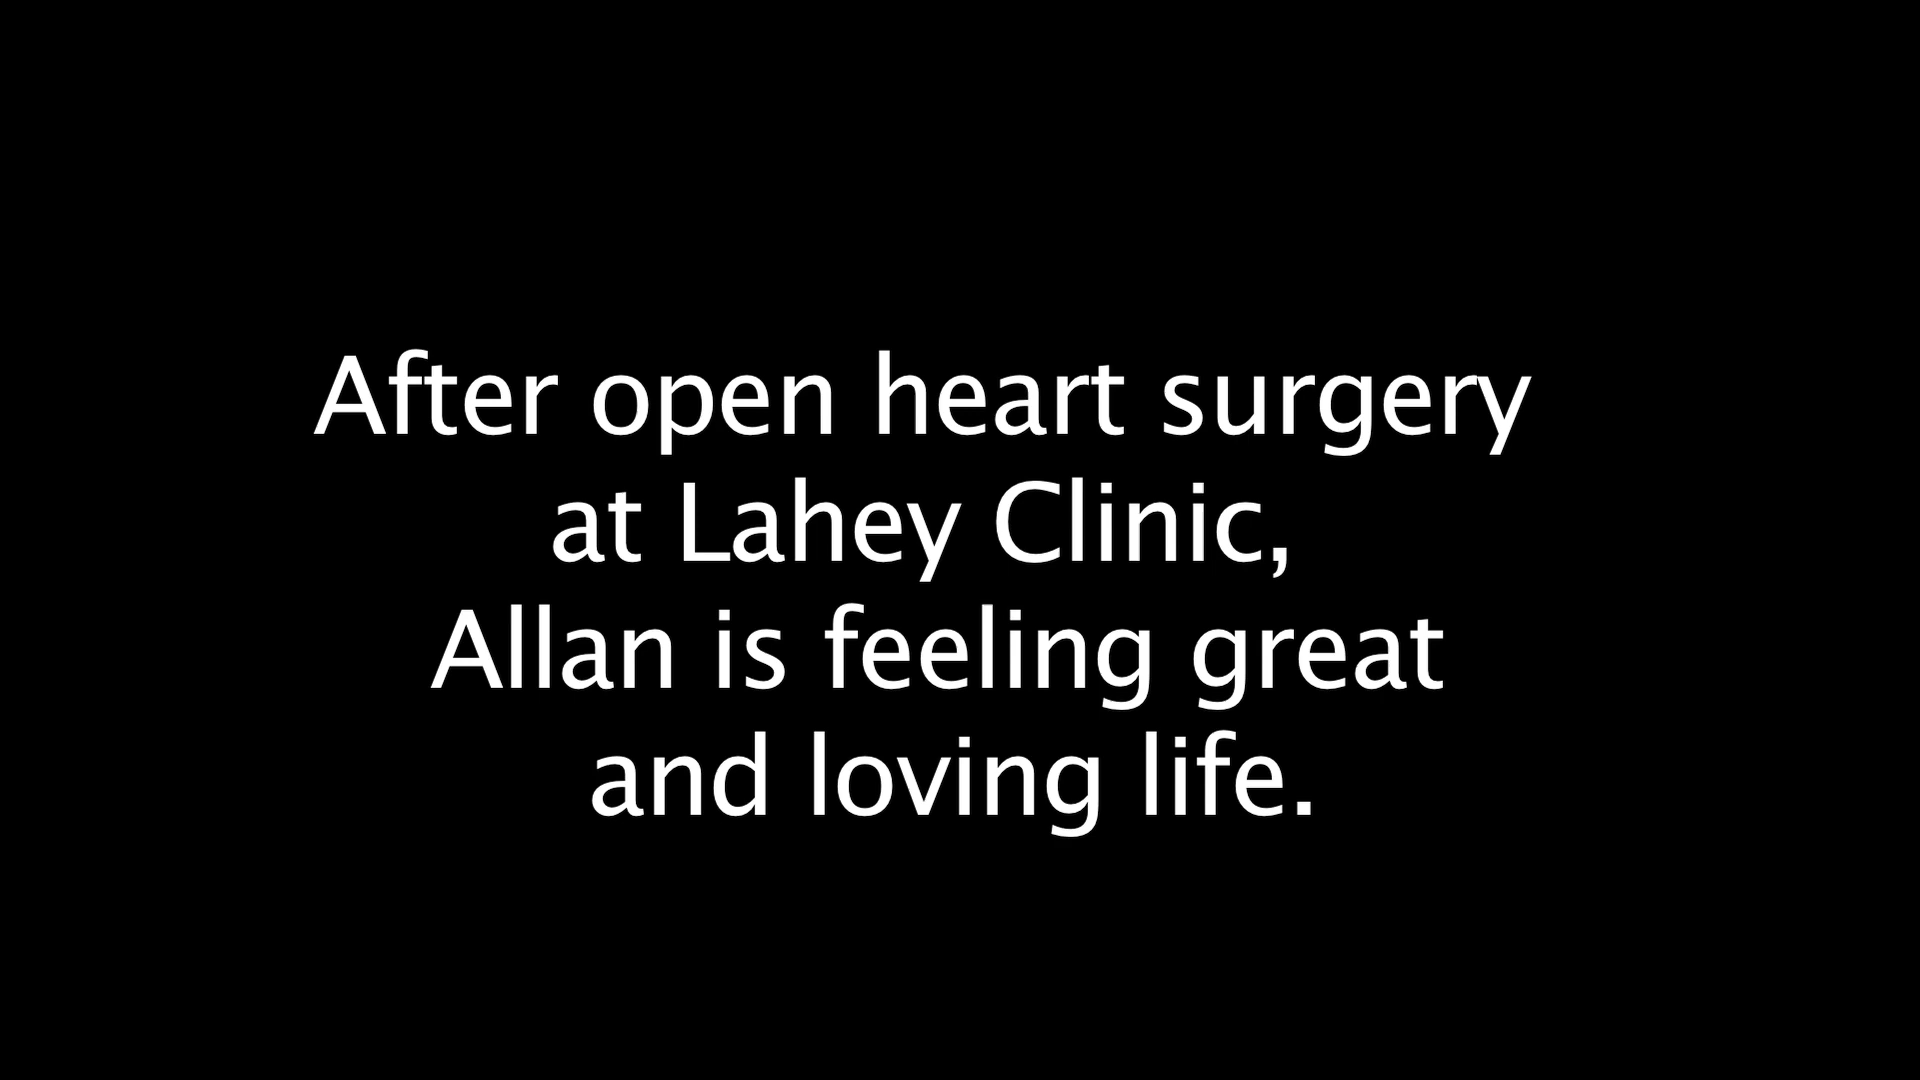 After open heart surgery
at Lahey Clinic,
Allan is feeling great
and loving life.